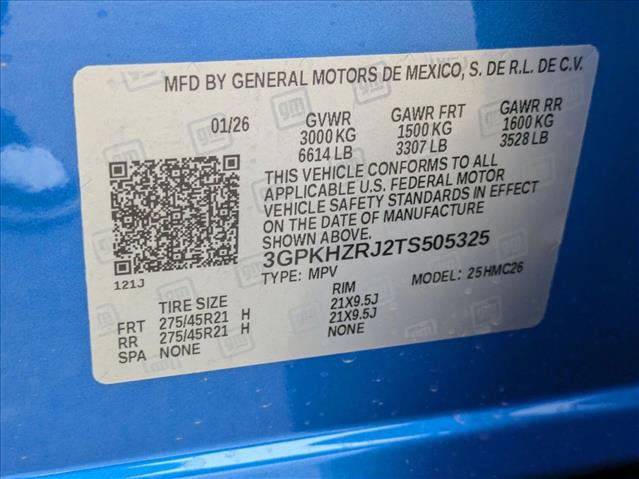 MFD BY GENERAL MOTORS DE MEXICO, S. DE R.L. DE C.V.
01/26 GVWR GAWR FRT GAWR RR
3000 KG 1500 KG 1600 KG
6614 LB 3307 LB 3528 LB
THIS VEHICLE CONFORMS TO ALL
APPLICABLE U.S. FEDERAL MOTOR
VEHICLE SAFETY STANDARDS IN EFFECT
ON THE DATE OF MANUFACTURE
SHOWN ABOVE
3GPKHZRJ2TS505325
TYPE: MPV MODEL: 25HMC26
121J
TIRE SIZE RIM
FRT 275/45R21 H 21X9.5J
RR 275/45R21 H 21X9.5J
SPA NONE NONE
gm